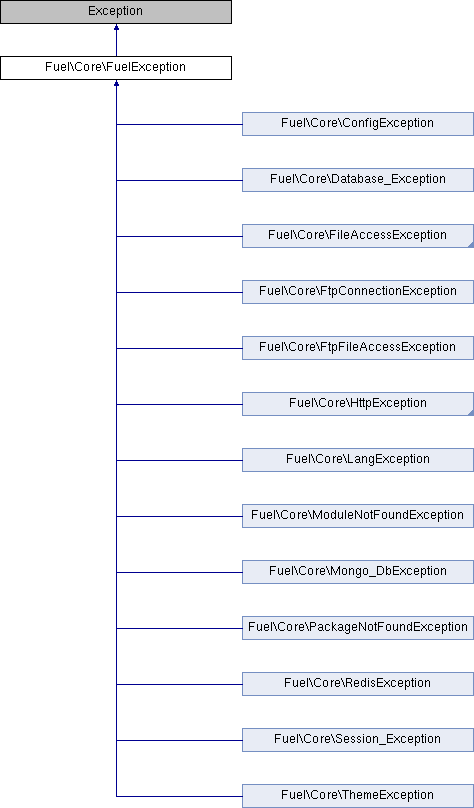 Exception
Fuel\Core\FuelException
Fuel\Core\ConfigException
Fuel\Core\Database_Exception
Fuel\Core\FileAccessException
Fuel\Core\FtpConnectionException
Fuel\Core\FtpFileAccessException
Fuel\Core\HttpException
Fuel\Core\LangException
Fuel\Core\ModuleNotFoundException
Fuel\Core\Mongo_DbException
Fuel\Core\PackageNotFoundException
Fuel\Core\RedisException
Fuel\Core\Session_Exception
Fuel\Core\ThemeException